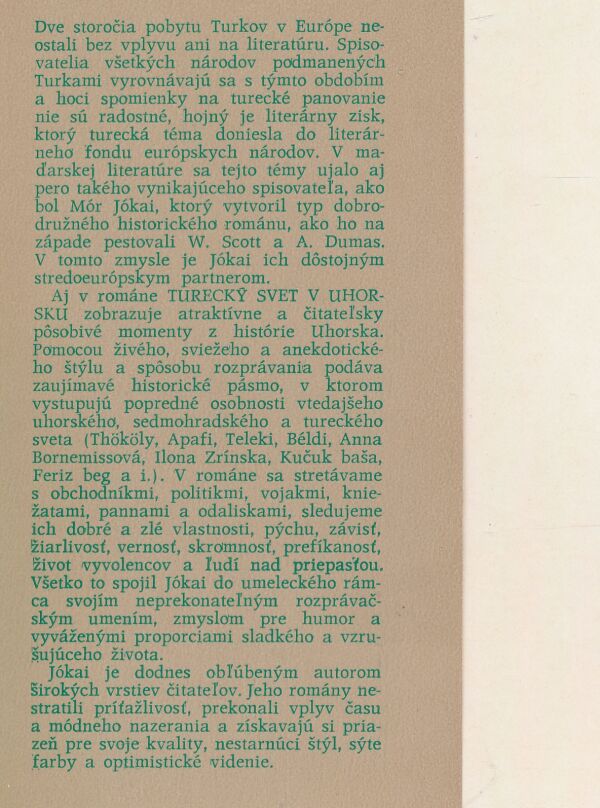 Dve storočia pobytu Turkov v Európe ne-
ostali bez vplyvu ani na literatúru. Spiso-
vatelia všetkých národov podmanených
Turkami vyrovnávajú sa s týmto obdobím
a hoci spomienky na turecké panovanie
nie sú radostné, hojný je literárny zisk,
ktorý turecká téma doniesla do literár-
neho fondu európskych národov. V ma-
ďarskej literatúre sa tejto témy ujalo aj
pero takého vynikajúceho spisovateľa, ako
bol Mór Jókai, ktorý vytvoril typ dobro-
družného historického románu, ako ho na
západe pestovali W. Scott a A. Dumas.
V tomto zmysle je Jókai ich dôstojným
stredoeurópskym partnerom.
Aj v románe TURECKÝ SVET V UHOR-
SKU zobrazuje atraktívne a čitateľsky
pôsobivé momenty z histórie Uhorska.
Pomocou živého, svieženo a anekdotické-
ho štýlu a spôsobu rozprávania podáva
zaujímavé historické pásmo, v ktorom
vystupujú popredné osobnosti vtedajšeho
uhorského, sedmohradského a tureckého
sveta (Thököly, Apafi, Teleki, Béldi, Anna
Bornemissová, Ilona Zrínska, Kučuk baša,
Feriz beg a i.). V románe sa stretávame
s obchodníkmi, politikmi, vojakmi, knie-
žatami, pannami a odaliskami, sledujeme
ich dobré a zlé vlastnosti, pýchu, závisť,
žiarlivosť, vernosť, skromnosť, prefíkanosť,
život vyvolencov a ľudí nad priepasťou.
Všetko to spojil Jókai do umeleckého rám-
ca svojím neprekonateľným rozprávač-
ským umením, zmyslom pre humor a
vyváženými proporciami sladkého a vzru-
šujúceho života.
Jókai je dodnes obľúbeným autorom
širokých vrstiev čitateľov. Jeho romány ne-
stratili príťažlivosť, prekonali vplyv času
a módneho nazerania a získavajú si pria-
zeň pre svoje kvality, nestarnúci štýl, sýte
farby a optimistické videnie.